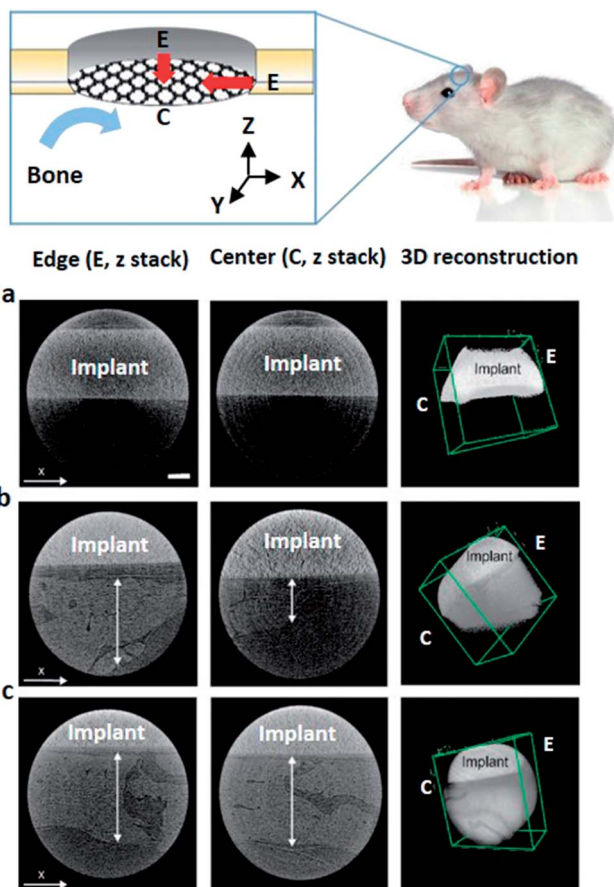 E
E
C
Bone
Z
X
Y
Edge (E, z stack) Center (C, z stack) 3D reconstruction
a
Implant
Implant
Implant
E
C
x
b
Implant
Implant
Implant
E
C
x
c
Implant
Implant
Implant
E
C
x